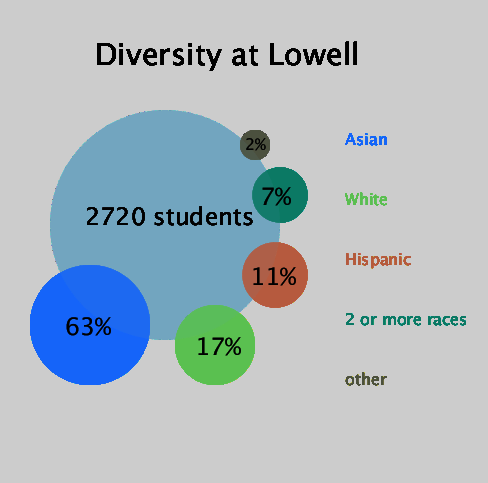 Diversity at Lowell
2%
Asian
7%
White
2720 students
Hispanic
11%
2 or more races
63%
17%
other